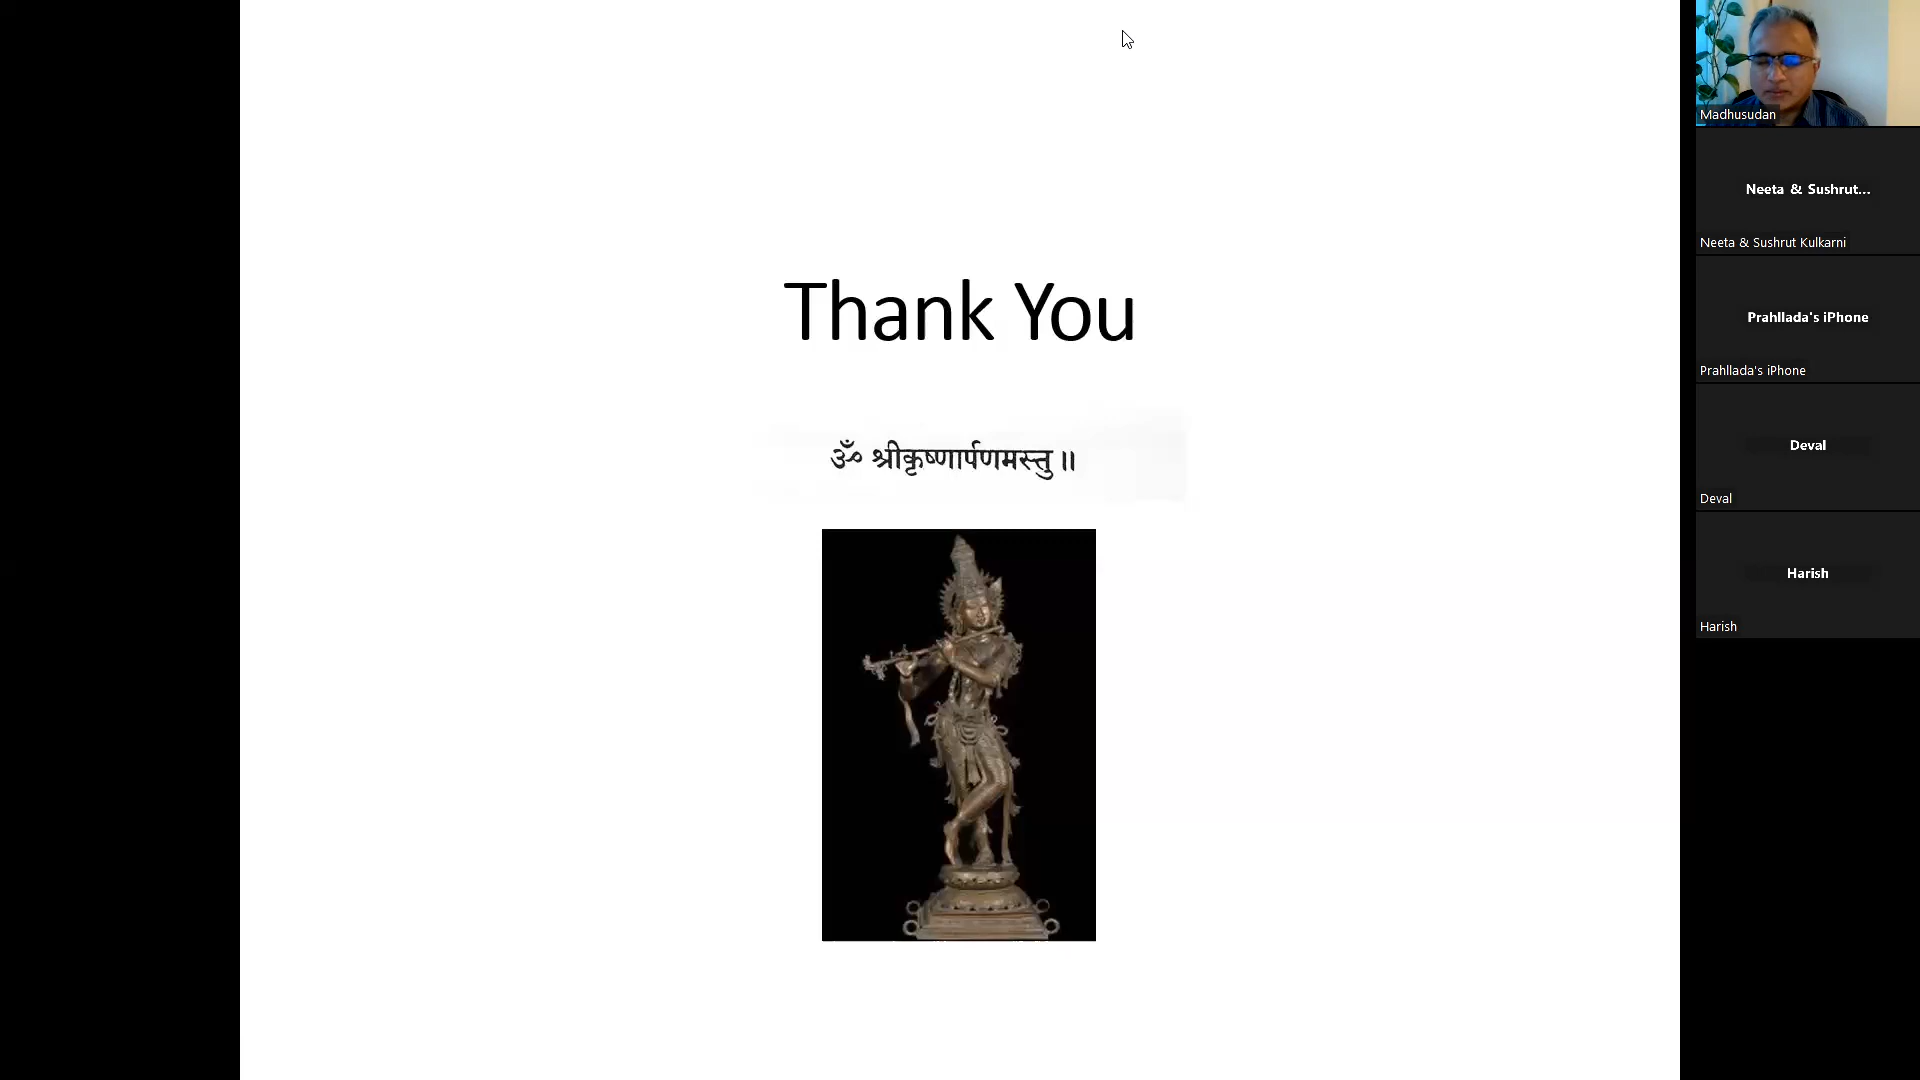 Thank You
ॐ श्रीकृष्णार्पणमस्तु ॥
Madhusudan
Neeta & Sushrut...
Neeta & Sushrut Kulkarni
Prahllada's iPhone
Prahllada's iPhone
Deval
Deval
Harish
Harish